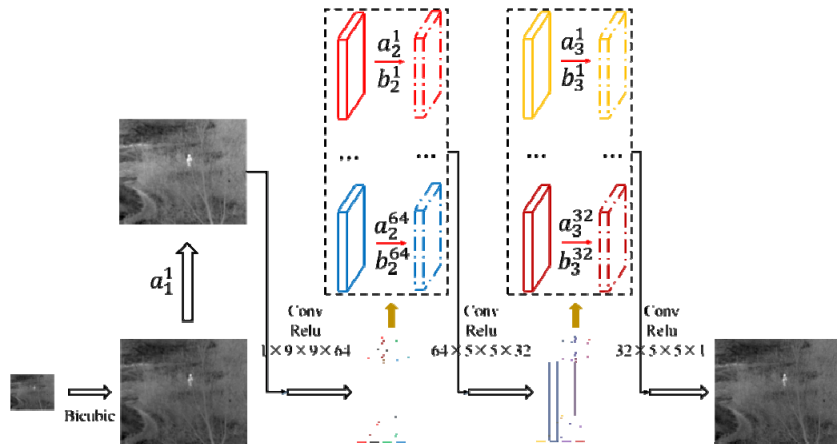 a_2^1
b_2^1
... ...
a_2^64
b_2^64
a_3^1
b_3^1
... ...
a_3^32
b_3^32
a_1^1
Bicubic
Conv
Relu
1×9×9×64
Conv
Relu
64×5×5×32
Conv
Relu
32×5×5×1